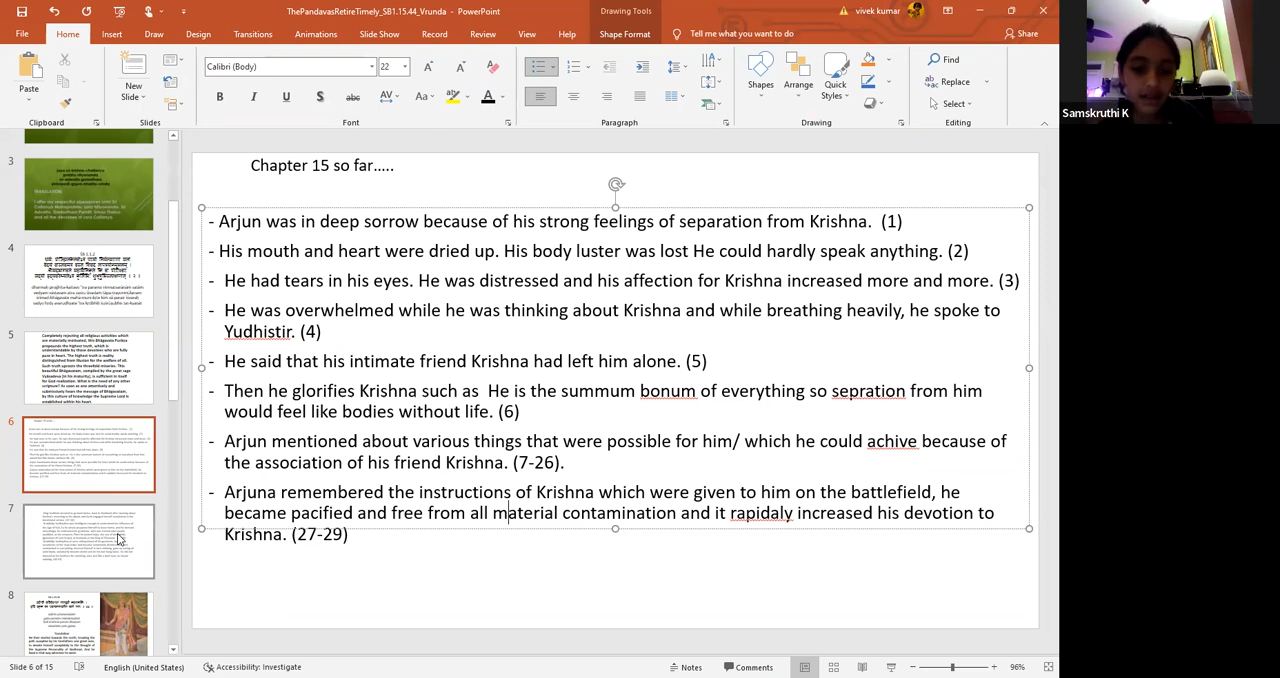 ThePandavasRetireTimely_SB1.15.44_Vrunda - PowerPoint
Drawing Tools
vivek kumar
File Home Insert Draw Design Transitions Animations Slide Show Record Review View Help Shape Format Tell me what you want to do Share
Paste
New
Slide
Calibri (Body) 22
Shapes Arrange Quick
Styles
Find
Replace
Select
Clipboard Slides Font Paragraph Drawing Editing
Samskruthi K
3
4
5
6
7
8
TRANSLATION
SB 1.1.2
Translation
Chapter 15 so far.....
- Arjun was in deep sorrow because of his strong feelings of separation from Krishna. (1)
- His mouth and heart were dried up. His body luster was lost He could hardly speak anything. (2)
- He had tears in his eyes. He was distressed and his affection for Krishna incresed more and more. (3)
- He was overwhelmed while he was thinking about Krishna and while breathing heavily, he spoke to
Yudhistir. (4)
- He said that his intimate friend Krishna had left him alone. (5)
- Then he glorified Krishna such as He is the summum bonum of everything so sepration from him
would feel like bodies without life. (6)
- Arjun mentioned about various things that were possible for him/ which he could achive because of
the association of his friend Krishna. (7-26).
- Arjuna remembered the instructions of Krishna which were given to him on the battlefield, he
became pacified and free from all material contamination and it raidply increased his devotion to
Krishna. (27-29)
Slide 6 of 15 English (United States) Accessibility: Investigate Notes Comments 96%